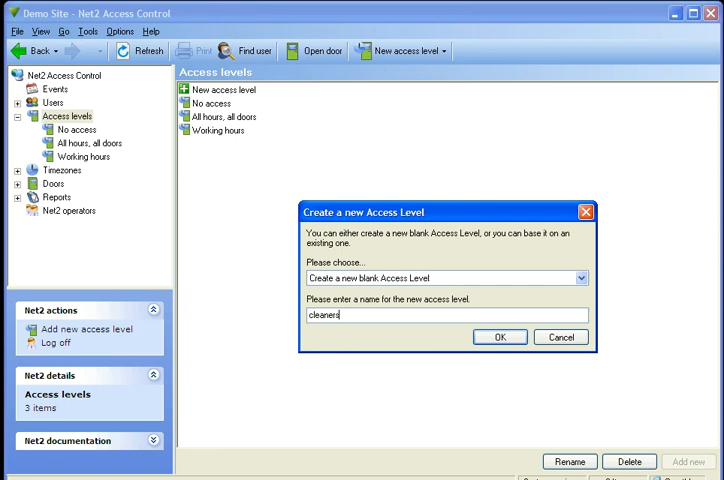 Demo Site - Net2 Access Control
File View Go Tools Options Help
Back Refresh Print Find user Open door New access level
Net2 Access Control
Events
Users
Access levels
No access
All hours, all doors
Working hours
Timezones
Doors
Reports
Net2 operators
Net2 actions
Add new access level
Log off
Net2 details
Access levels
3 items
Net2 documentation
Access levels
New access level
No access
All hours, all doors
Working hours
Create a new Access Level
You can either create a new blank Access Level, or you can base it on an
existing one.
Please choose...
Create a new blank Access Level
Please enter a name for the new access level.
cleaners
OK Cancel
Rename Delete Add new